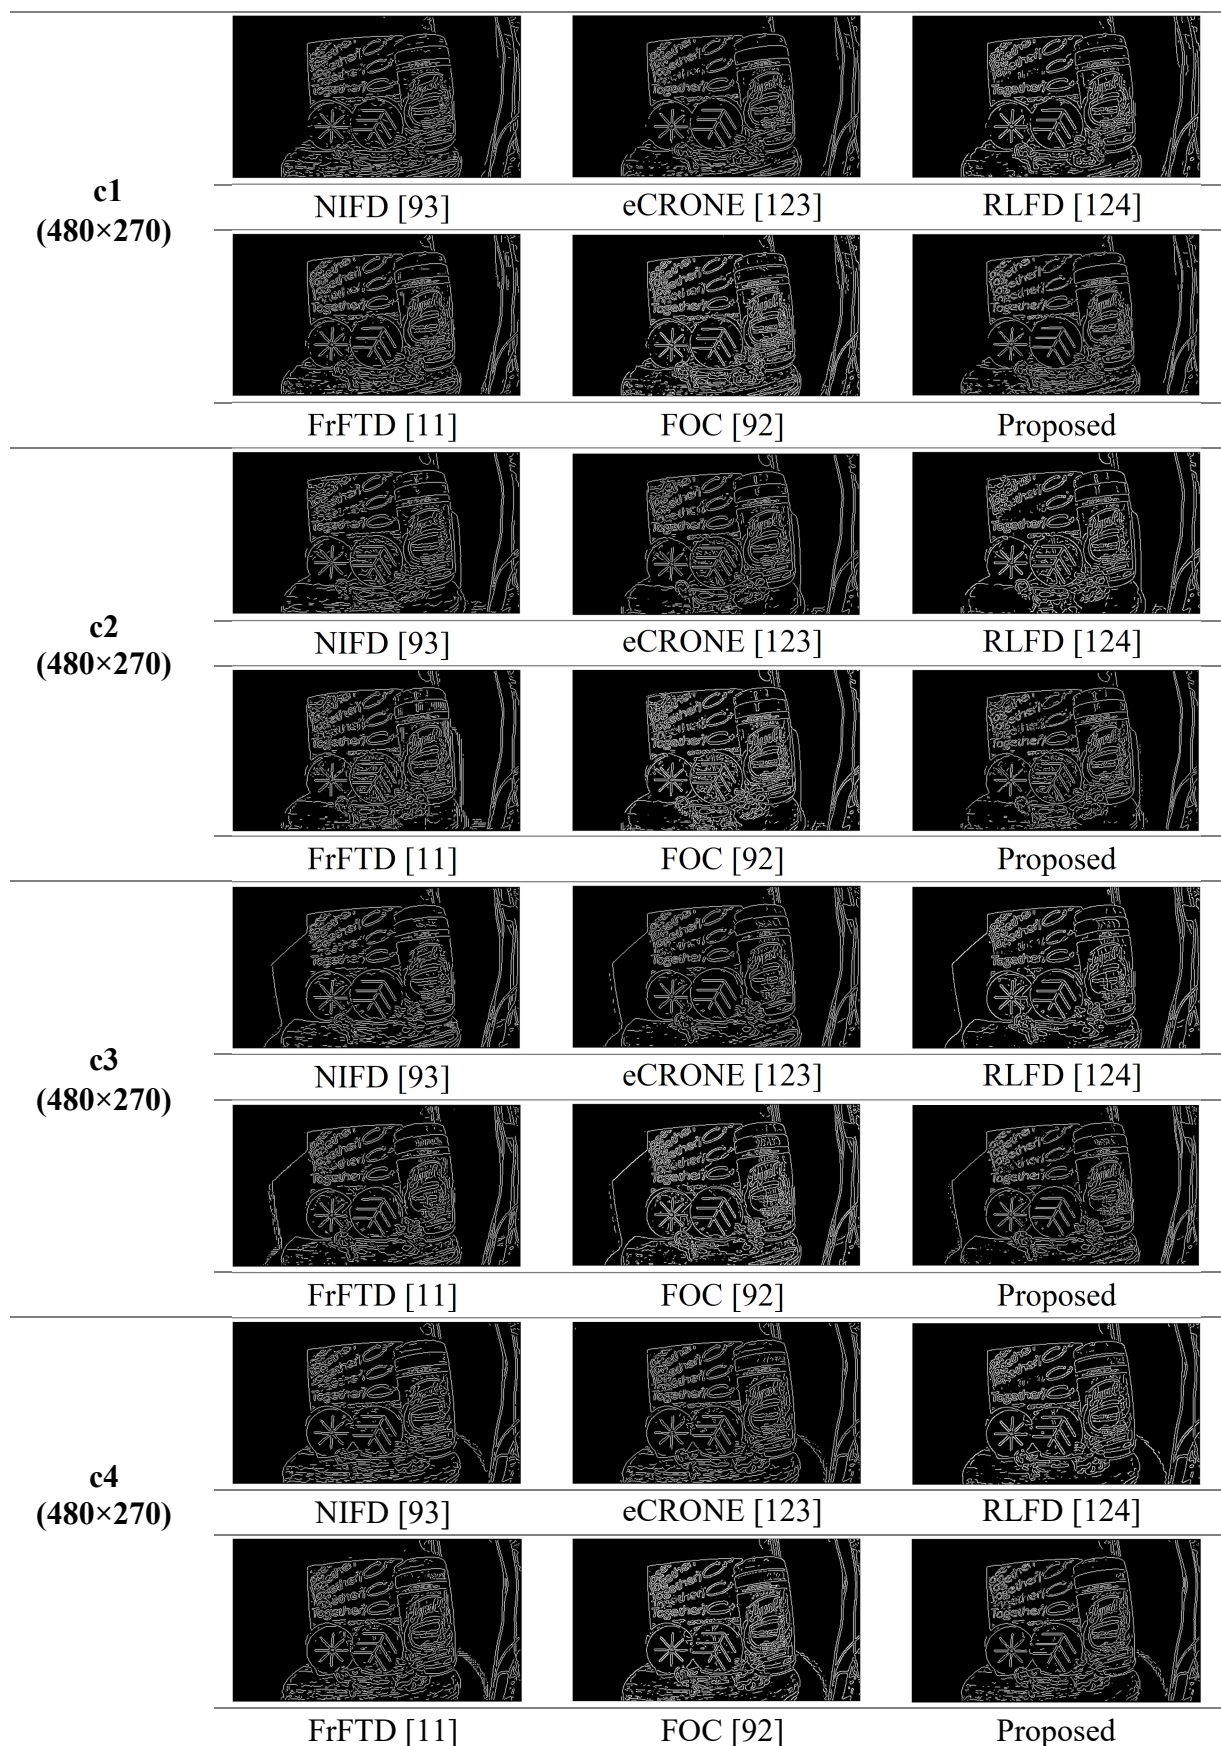 c1
(480×270)
NIFD [93] eCRONE [123] RLFD [124]
FrFTD [11] FOC [92] Proposed
c2
(480×270)
NIFD [93] eCRONE [123] RLFD [124]
FrFTD [11] FOC [92] Proposed
c3
(480×270)
NIFD [93] eCRONE [123] RLFD [124]
FrFTD [11] FOC [92] Proposed
c4
(480×270)
NIFD [93] eCRONE [123] RLFD [124]
FrFTD [11] FOC [92] Proposed